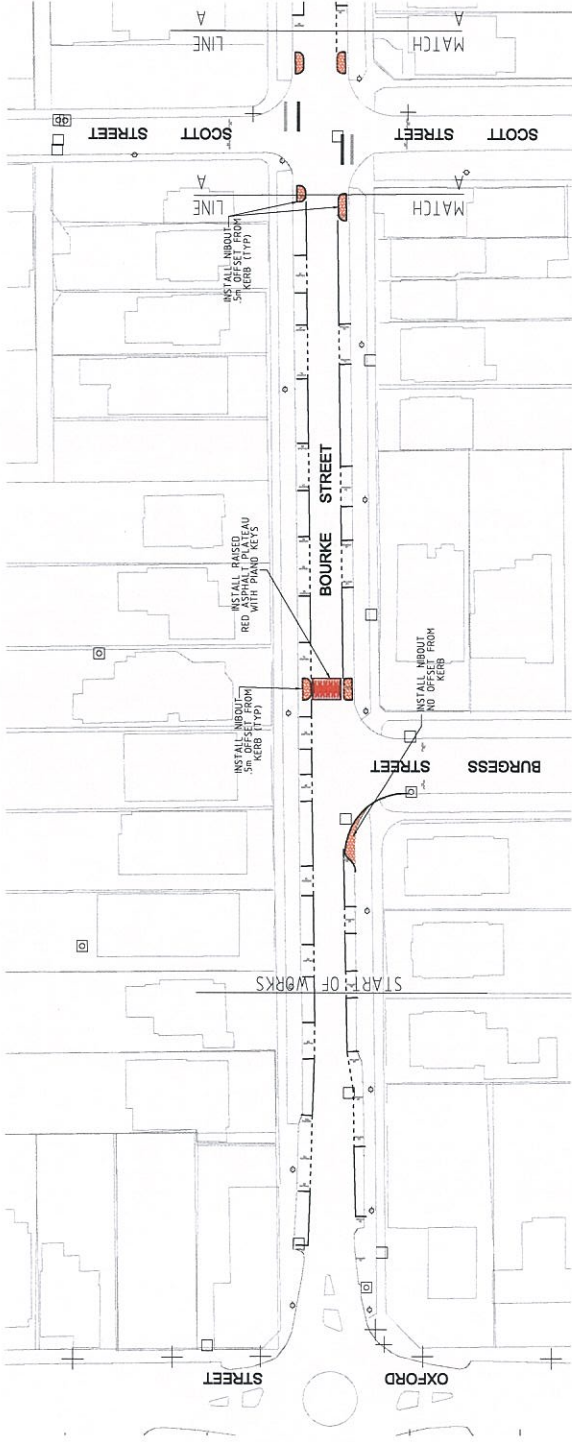 LINE
A
MATCH
A
SCOTT
STREET
SCOTT
STREET
LINE
A
MATCH
A
INSTALL NIBOUT
.5m OFFSET FROM
KERB (TYP)
BOURKE STREET
INSTALL RAISED
RED ASPHALT PLATEAU
WITH PIANO KEYS
INSTALL NIBOUT
.5m OFFSET FROM
KERB (TYP)
INSTALL NIBOUT
NO OFFSET FROM
KERB
BURGESS
STREET
START OF WORKS
OXFORD
STREET